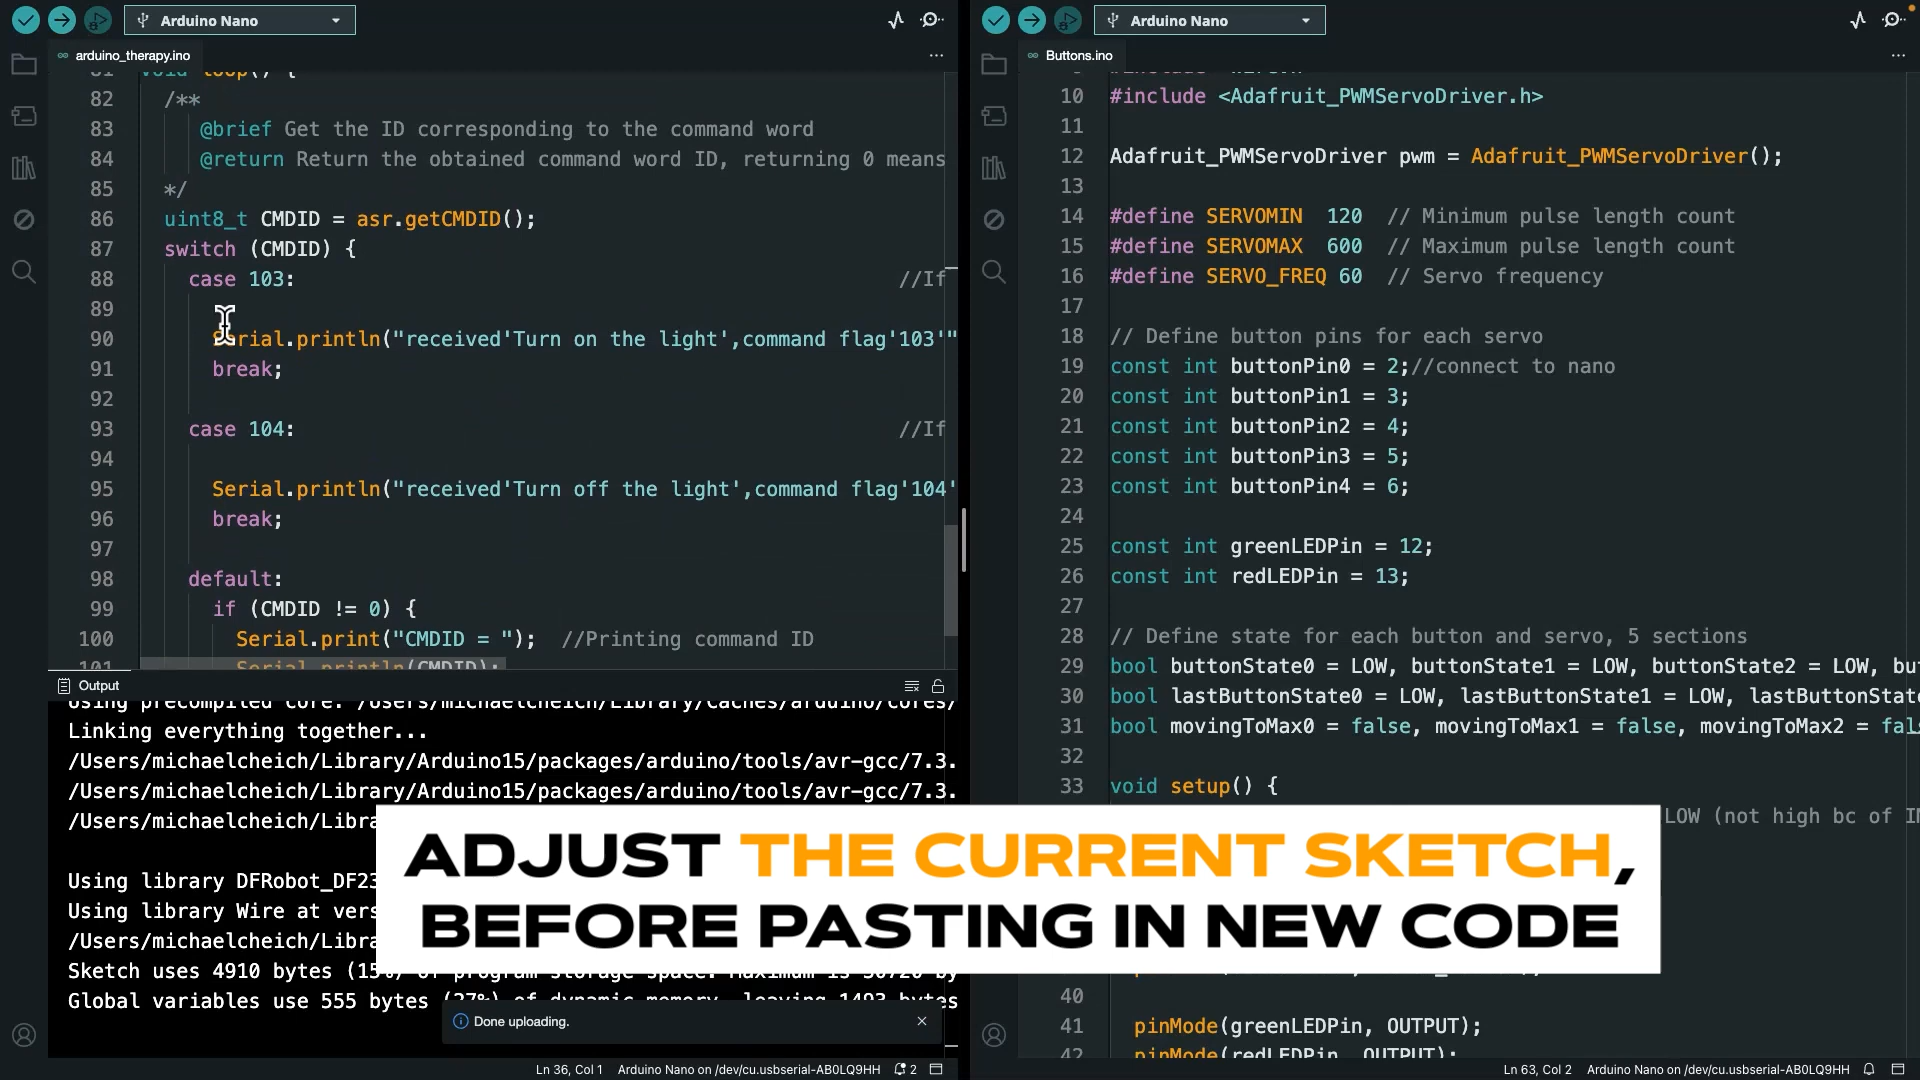 Arduino Nano
arduino_therapy.ino
81 void loop() {
82 /**
83 @brief Get the ID corresponding to the command word
84 @return Return the obtained command word ID, returning 0 means
85 */
86 uint8_t CMDID = asr.getCMDID();
87 switch (CMDID) {
88 case 103: //If
89
90 Serial.println("received'Turn on the light',command flag'103'"
91 break;
92
93 case 104: //If
94
95 Serial.println("received'Turn off the light',command flag'104'
96 break;
97
98 default:
99 if (CMDID != 0) {
100 Serial.print("CMDID = "); //Printing command ID
101 Serial.println(CMDID);
Output
Using precompiled core: /Users/michaelcheich/Library/Caches/arduino/cores/
Linking everything together...
/Users/michaelcheich/Library/Arduino15/packages/arduino/tools/avr-gcc/7.3.
/Users/michaelcheich/Library/Arduino15/packages/arduino/tools/avr-gcc/7.3.
/Users/michaelcheich/Libra
Using library DFRobot_DF23
Using library Wire at vers
/Users/michaelcheich/Libra
Sketch uses 4910 bytes (15%) of program storage space. Maximum is 30720 by
Global variables use 555 bytes (27%) of dynamic memory, leaving 1493 bytes
Done uploading.
Ln 36, Col 1 Arduino Nano on /dev/cu.usbserial-AB0LQ9HH 2
Arduino Nano
Buttons.ino
10 #include <Adafruit_PWMServoDriver.h>
11
12 Adafruit_PWMServoDriver pwm = Adafruit_PWMServoDriver();
13
14 #define SERVOMIN 120 // Minimum pulse length count
15 #define SERVOMAX 600 // Maximum pulse length count
16 #define SERVO_FREQ 60 // Servo frequency
17
18 // Define button pins for each servo
19 const int buttonPin0 = 2;//connect to nano
20 const int buttonPin1 = 3;
21 const int buttonPin2 = 4;
22 const int buttonPin3 = 5;
23 const int buttonPin4 = 6;
24
25 const int greenLEDPin = 12;
26 const int redLEDPin = 13;
27
28 // Define state for each button and servo, 5 sections
29 bool buttonState0 = LOW, buttonState1 = LOW, buttonState2 = LOW, bu
30 bool lastButtonState0 = LOW, lastButtonState1 = LOW, lastButtonState
31 bool movingToMax0 = false, movingToMax1 = false, movingToMax2 = fal
32
33 void setup() {
LOW (not high bc of IN
40
41 pinMode(greenLEDPin, OUTPUT);
42 pinMode(redLEDPin, OUTPUT);
Ln 63, Col 2 Arduino Nano on /dev/cu.usbserial-AB0LQ9HH
ADJUST THE CURRENT SKETCH,
BEFORE PASTING IN NEW CODE